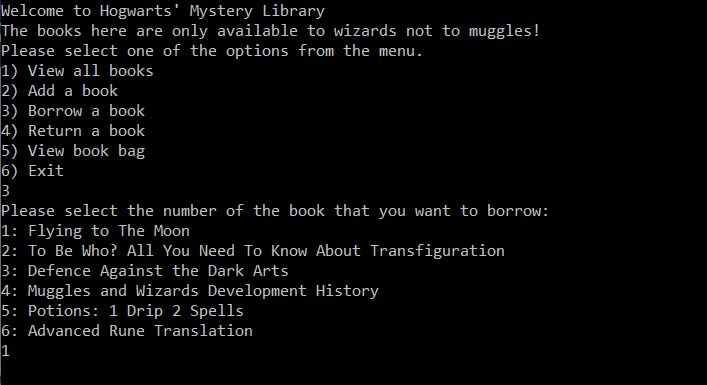 Welcome to Hogwarts' Mystery Library
The books here are only available to wizards not to muggles!
Please select one of the options from the menu.
1) View all books
2) Add a book
3) Borrow a book
4) Return a book
5) View book bag
6) Exit
3
Please select the number of the book that you want to borrow:
1: Flying to The Moon
2: To Be Who? All You Need To Know About Transfiguration
3: Defence Against the Dark Arts
4: Muggles and Wizards Development History
5: Potions: 1 Drip 2 Spells
6: Advanced Rune Translation
1